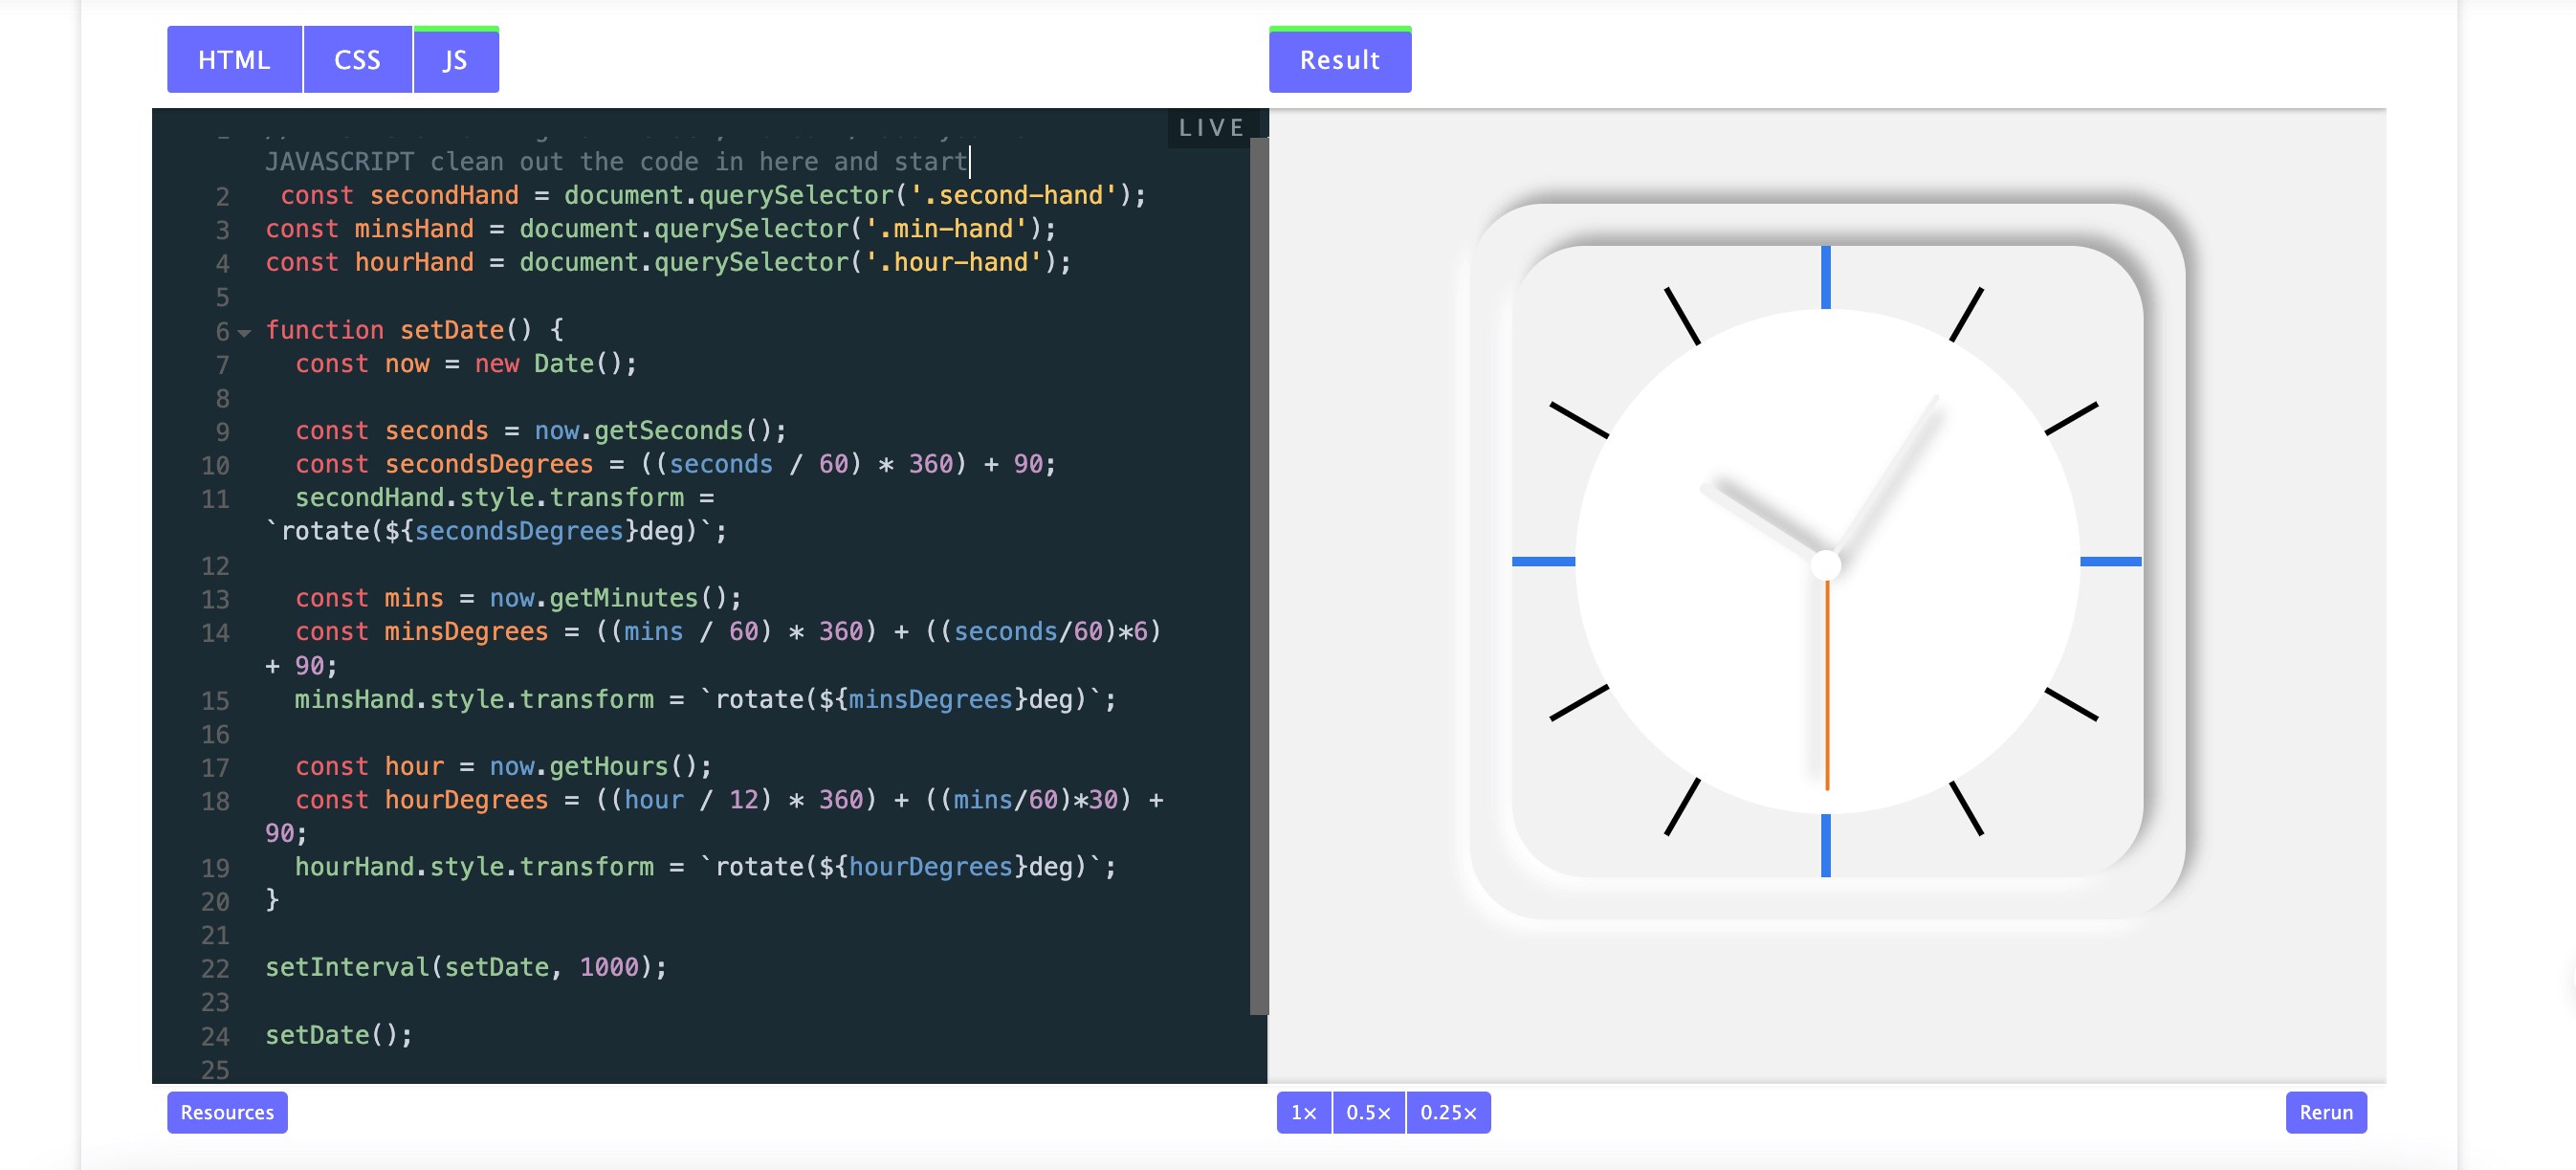 HTML CSS JS Result
LIVE
JAVASCRIPT clean out the code in here and start
2 const secondHand = document.querySelector('.second-hand');
3 const minsHand = document.querySelector('.min-hand');
4 const hourHand = document.querySelector('.hour-hand');
5
6 function setDate() {
7 const now = new Date();
8
9 const seconds = now.getSeconds();
10 const secondsDegrees = ((seconds / 60) * 360) + 90;
11 secondHand.style.transform =
`rotate(${secondsDegrees}deg)`;
12
13 const mins = now.getMinutes();
14 const minsDegrees = ((mins / 60) * 360) + ((seconds/60)*6)
+ 90;
15 minsHand.style.transform = `rotate(${minsDegrees}deg)`;
16
17 const hour = now.getHours();
18 const hourDegrees = ((hour / 12) * 360) + ((mins/60)*30) +
90;
19 hourHand.style.transform = `rotate(${hourDegrees}deg)`;
20 }
21
22 setInterval(setDate, 1000);
23
24 setDate();
25
Resources 1× 0.5× 0.25× Rerun